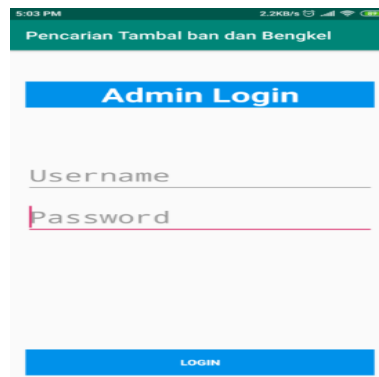 5:03 PM 2.2KB/s
Pencarian Tambal ban dan Bengkel
Admin Login
Username
Password
LOGIN